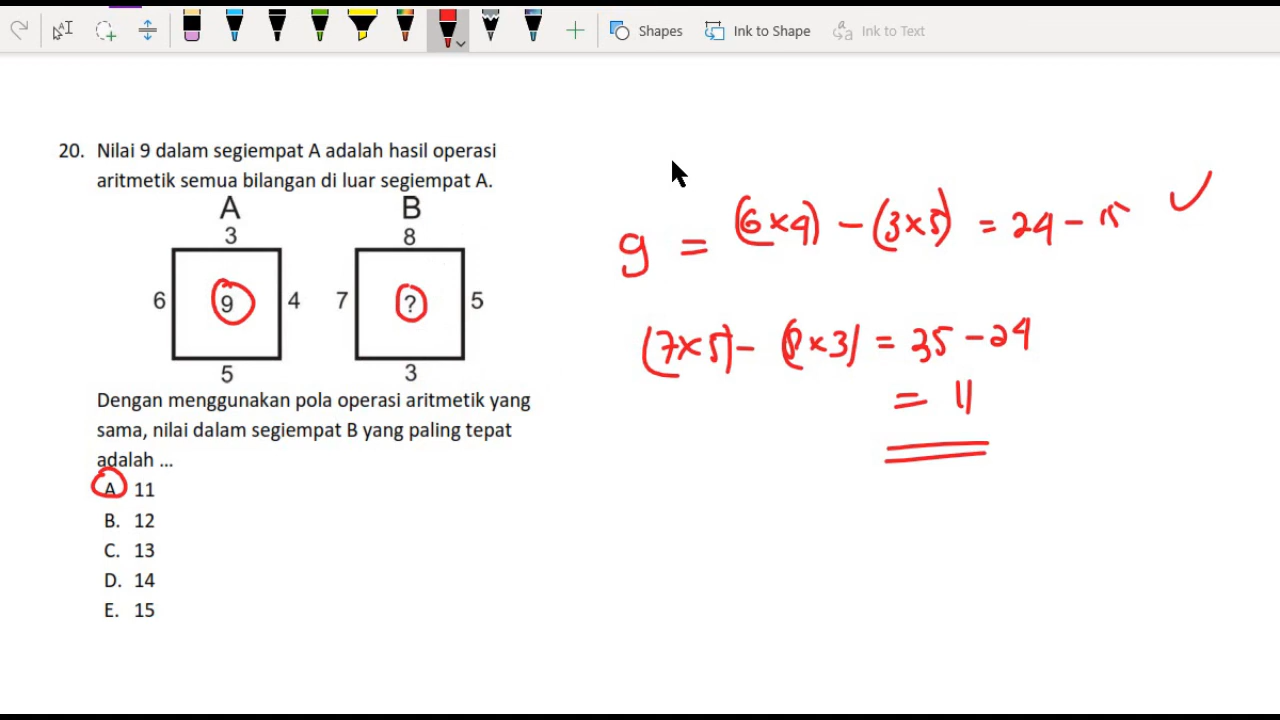 Shapes Ink to Shape Ink to Text
20. Nilai 9 dalam segiempat A adalah hasil operasi
aritmetik semua bilangan di luar segiempat A.
A B
3 8
6 9 4 7 ? 5
5 3
Dengan menggunakan pola operasi aritmetik yang
sama, nilai dalam segiempat B yang paling tepat
adalah ...
A 11
B. 12
C. 13
D. 14
E. 15
9 = (6×4) - (3×5) = 24 - 15
(7×5) - (8×3) = 35 - 24
= 11